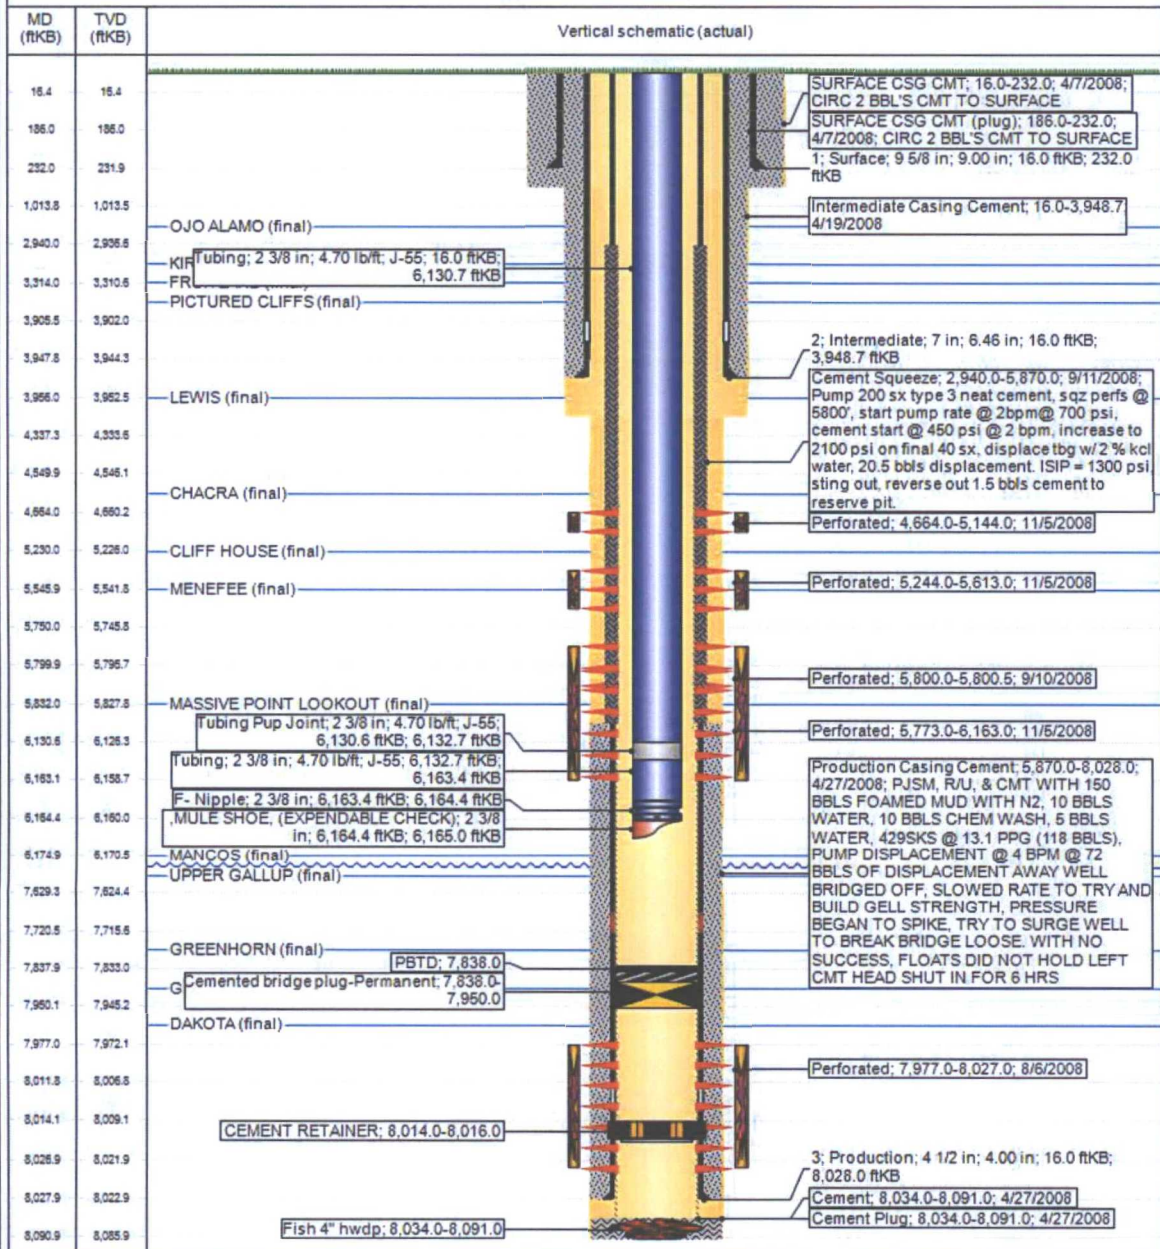 MD
(ftKB)
TVD
(ftKB)
Vertical schematic (actual)
16.4 16.4
186.0 186.0
232.0 231.9
1,013.8 1,013.5
2,940.0 2,936.6
3,314.0 3,310.6
3,905.5 3,902.0
3,947.8 3,944.3
3,956.0 3,952.5
4,337.3 4,333.6
4,549.9 4,546.1
4,664.0 4,660.2
5,230.0 5,226.0
5,545.9 5,541.8
5,750.0 5,745.8
5,799.9 5,795.7
5,832.0 5,827.8
6,130.6 6,126.3
6,163.1 6,158.7
6,164.4 6,160.0
6,174.9 6,170.5
7,629.3 7,624.4
7,720.5 7,715.6
7,837.9 7,833.0
7,950.1 7,945.2
7,977.0 7,972.1
8,011.8 8,006.8
8,014.1 8,009.1
8,026.9 8,021.9
8,027.9 8,022.9
8,090.9 8,085.9
OJO ALAMO (final)
Tubing; 2 3/8 in; 4.70 lb/ft; J-55; 16.0 ftKB;
6,130.7 ftKB
PICTURED CLIFFS (final)
LEWIS (final)
CHACRA (final)
CLIFF HOUSE (final)
MENEFEE (final)
MASSIVE POINT LOOKOUT (final)
Tubing Pup Joint; 2 3/8 in; 4.70 lb/ft; J-55;
6,130.6 ftKB; 6,132.7 ftKB
Tubing; 2 3/8 in; 4.70 lb/ft; J-55; 6,132.7 ftKB;
6,163.4 ftKB
F- Nipple; 2 3/8 in; 6,163.4 ftKB; 6,164.4 ftKB
,MULE SHOE, (EXPENDABLE CHECK); 2 3/8
in; 6,164.4 ftKB; 6,165.0 ftKB
MANCOS (final)
UPPER GALLUP (final)
GREENHORN (final)
PBTD; 7,838.0
G
Cemented bridge plug-Permanent; 7,838.0-
7,950.0
DAKOTA (final)
CEMENT RETAINER; 8,014.0-8,016.0
Fish 4" hwdp; 8,034.0-8,091.0
SURFACE CSG CMT; 16.0-232.0; 4/7/2008;
CIRC 2 BBL'S CMT TO SURFACE
SURFACE CSG CMT (plug); 186.0-232.0;
4/7/2008; CIRC 2 BBL'S CMT TO SURFACE
1; Surface; 9 5/8 in; 9.00 in; 16.0 ftKB; 232.0
ftKB
Intermediate Casing Cement; 16.0-3,948.7;
4/19/2008
2; Intermediate; 7 in; 6.46 in; 16.0 ftKB;
3,948.7 ftKB
Cement Squeeze; 2,940.0-5,870.0; 9/11/2008;
Pump 200 sx type 3 neat cement, sqz perfs @
5800', start pump rate @ 2bpm@ 700 psi,
cement start @ 450 psi @ 2 bpm, increase to
2100 psi on final 40 sx, displace tbg w/ 2 % kcl
water, 20.5 bbls displacement. ISIP = 1300 psi,
sting out, reverse out 1.5 bbls cement to
reserve pit.
Perforated; 4,664.0-5,144.0; 11/5/2008
Perforated; 5,244.0-5,613.0; 11/5/2008
Perforated; 5,800.0-5,800.5; 9/10/2008
Perforated; 5,773.0-6,163.0; 11/5/2008
Production Casing Cement; 5,870.0-8,028.0;
4/27/2008; PJSM, R/U, & CMT WITH 150
BBLS FOAMED MUD WITH N2, 10 BBLS
WATER, 10 BBLS CHEM WASH, 5 BBLS
WATER, 429SKS @ 13.1 PPG (118 BBLS),
PUMP DISPLACEMENT @ 4 BPM @ 72
BBLS OF DISPLACEMENT AWAY WELL
BRIDGED OFF, SLOWED RATE TO TRY AND
BUILD GELL STRENGTH, PRESSURE
BEGAN TO SPIKE, TRY TO SURGE WELL
TO BREAK BRIDGE LOOSE. WITH NO
SUCCESS, FLOATS DID NOT HOLD LEFT
CMT HEAD SHUT IN FOR 6 HRS
Perforated; 7,977.0-8,027.0; 8/6/2008
3; Production; 4 1/2 in; 4.00 in; 16.0 ftKB;
8,028.0 ftKB
Cement; 8,034.0-8,091.0; 4/27/2008
Cement Plug; 8,034.0-8,091.0; 4/27/2008